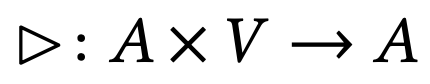 ▷ : A × V → A